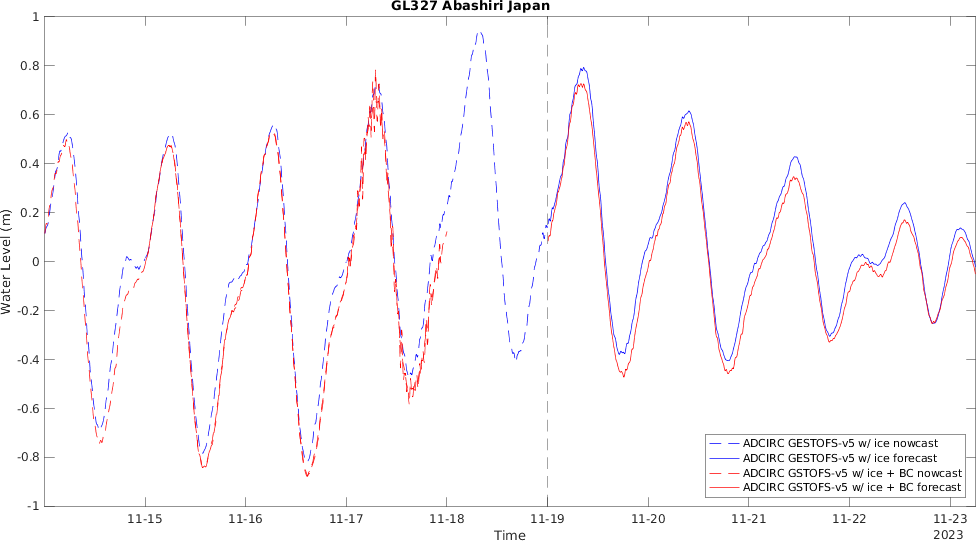 GL327 Abashiri Japan
1
0.8
0.6
0.4
0.2
0
-0.2
-0.4
-0.6
-0.8
-1
Water Level (m)
ADCIRC GESTOFS-v5 w/ ice nowcast
ADCIRC GESTOFS-v5 w/ ice forecast
ADCIRC GSTOFS-v5 w/ ice + BC nowcast
ADCIRC GSTOFS-v5 w/ ice + BC forecast
11-15 11-16 11-17 11-18 11-19 11-20 11-21 11-22 11-23
Time 2023